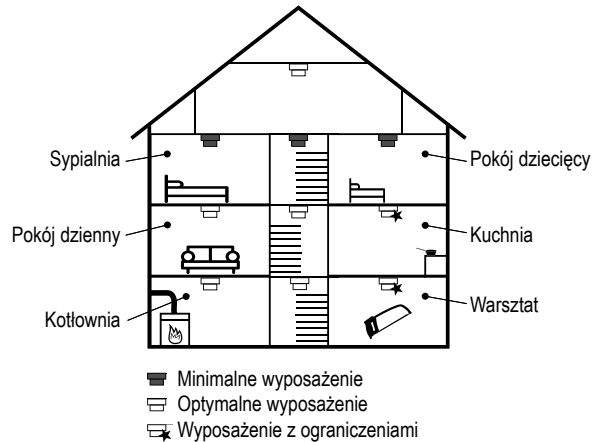 Sypialnia
Pokój dziecięcy
Pokój dzienny
Kuchnia
Kotłownia
Warsztat
Minimalne wyposażenie
Optymalne wyposażenie
Wyposażenie z ograniczeniami